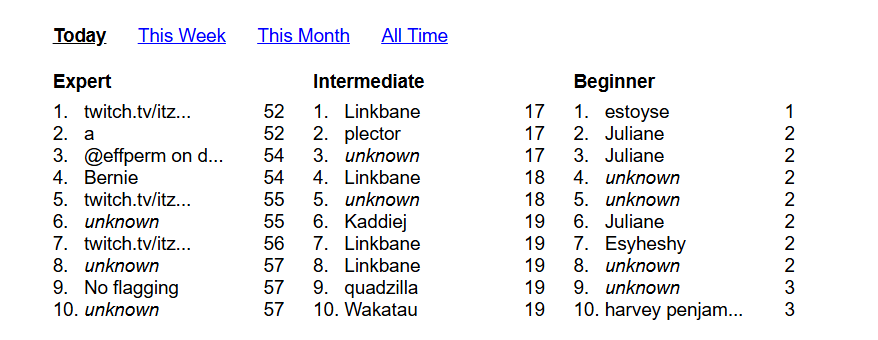 Today This Week This Month All Time
Expert Intermediate Beginner
1. twitch.tv/itz... 52 1. Linkbane 17 1. estoyse 1
2. a 52 2. plector 17 2. Juliane 2
3. @effperm on d... 54 3. unknown 17 3. Juliane 2
4. Bernie 54 4. Linkbane 18 4. unknown 2
5. twitch.tv/itz... 55 5. unknown 18 5. unknown 2
6. unknown 55 6. Kaddiej 19 6. Juliane 2
7. twitch.tv/itz... 56 7. Linkbane 19 7. Esyheshy 2
8. unknown 57 8. Linkbane 19 8. unknown 2
9. No flagging 57 9. quadzilla 19 9. unknown 3
10. unknown 57 10. Wakatau 19 10. harvey penjam... 3